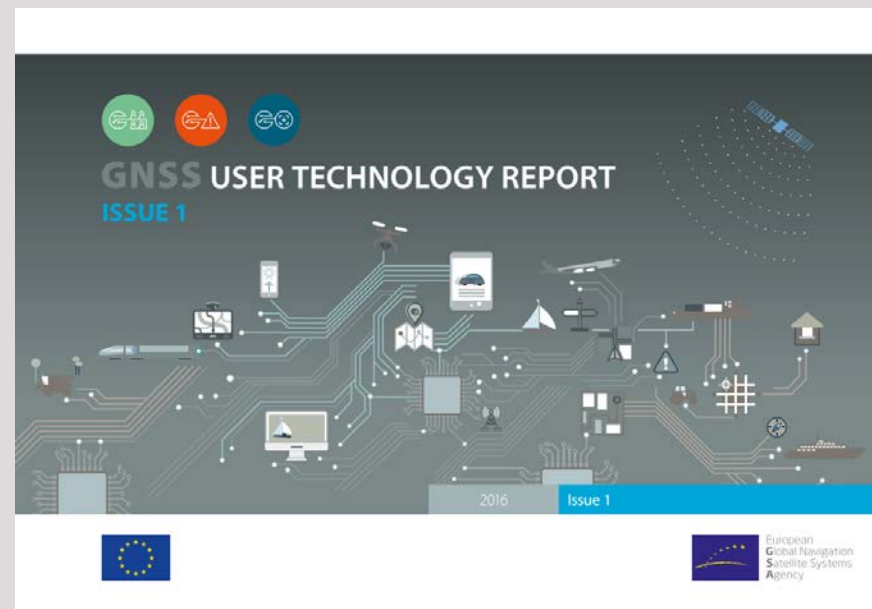 GNSS USER TECHNOLOGY REPORT
ISSUE 1
2016
Issue 1
European
Global Navigation
Satellite Systems
Agency